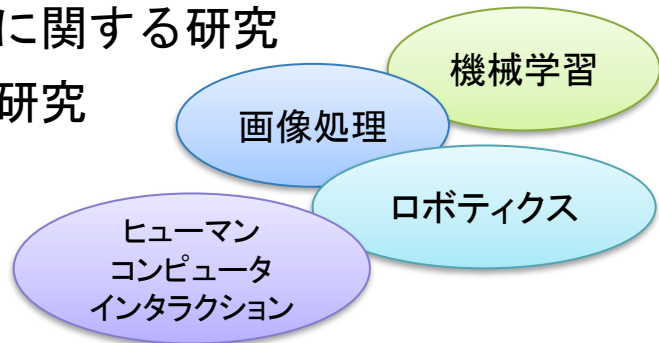 に関する研究
研究
機械学習
画像処理
ロボティクス
ヒューマン
コンピュータ
インタラクション